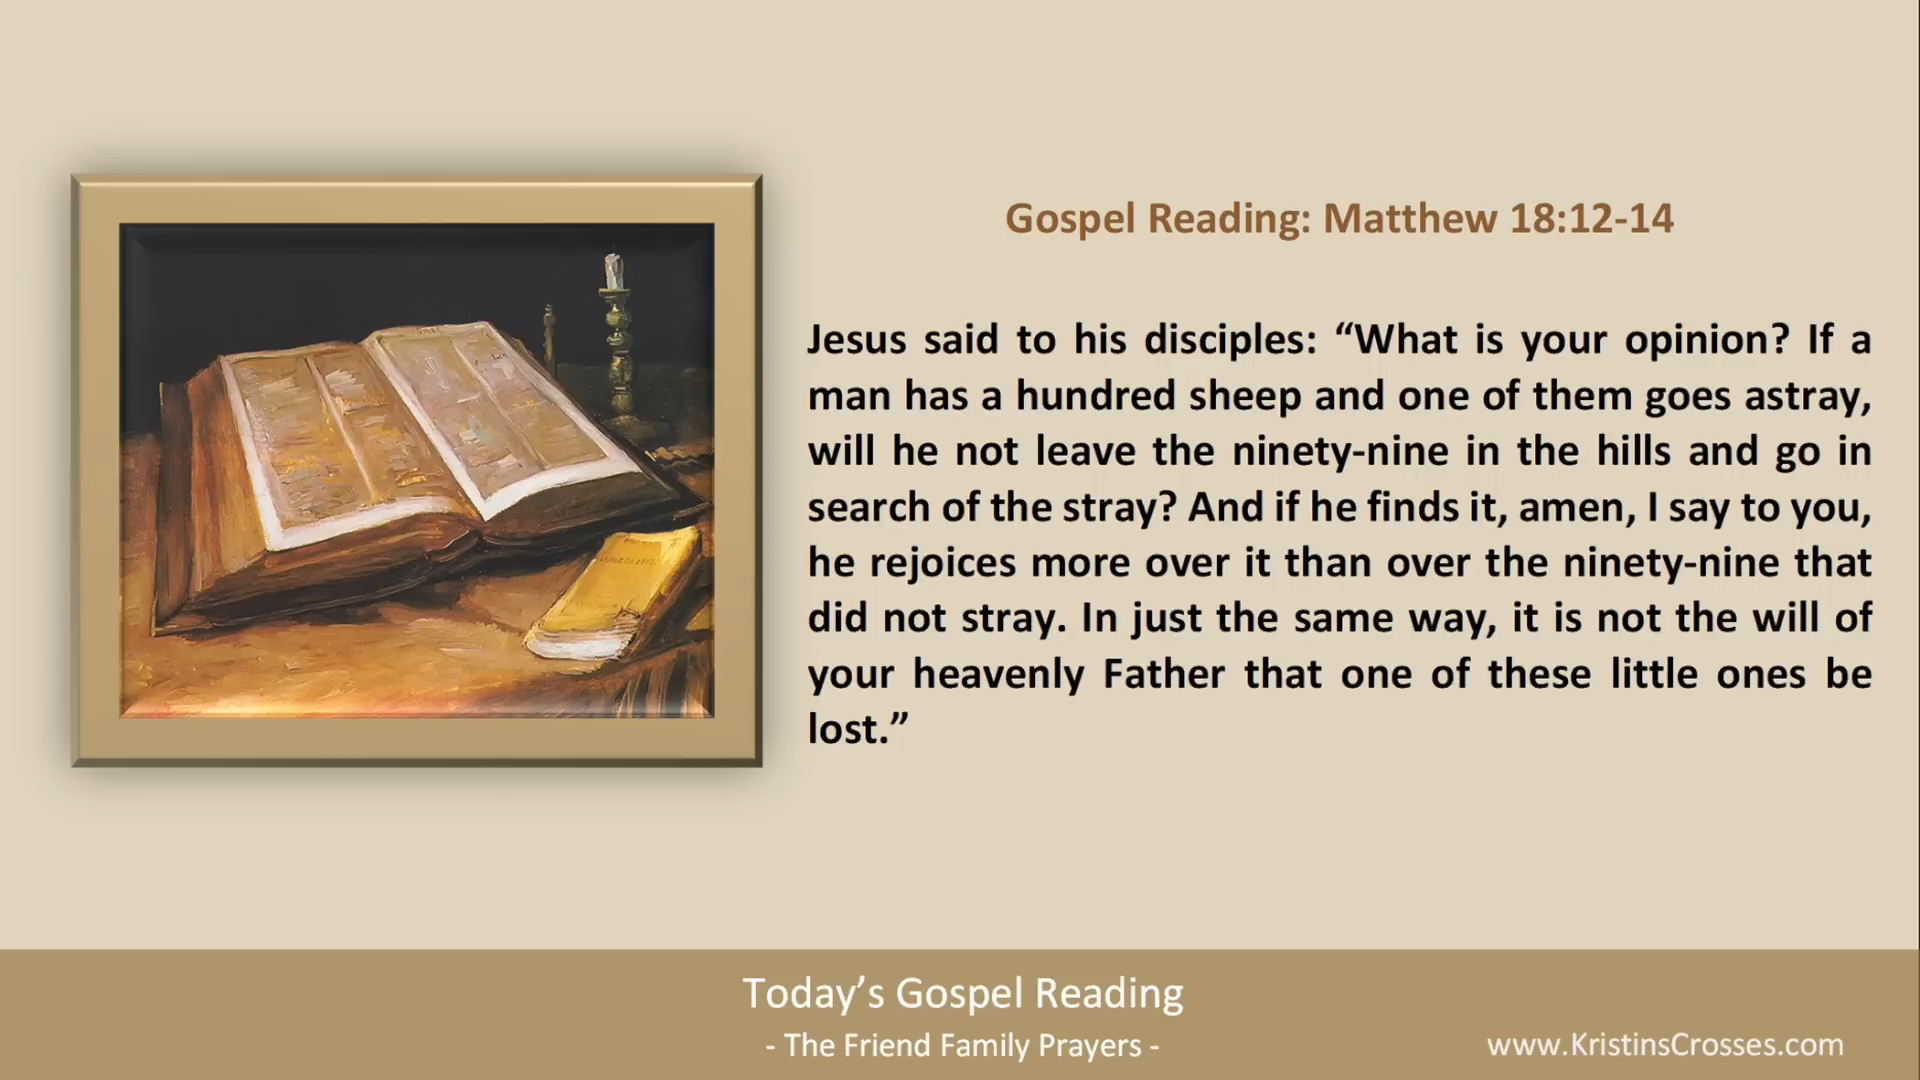 Gospel Reading: Matthew 18:12-14
Jesus said to his disciples: “What is your opinion? If a
man has a hundred sheep and one of them goes astray,
will he not leave the ninety-nine in the hills and go in
search of the stray? And if he finds it, amen, I say to you,
he rejoices more over it than over the ninety-nine that
did not stray. In just the same way, it is not the will of
your heavenly Father that one of these little ones be
lost.”
Today’s Gospel Reading
- The Friend Family Prayers -
www.KristinsCrosses.com